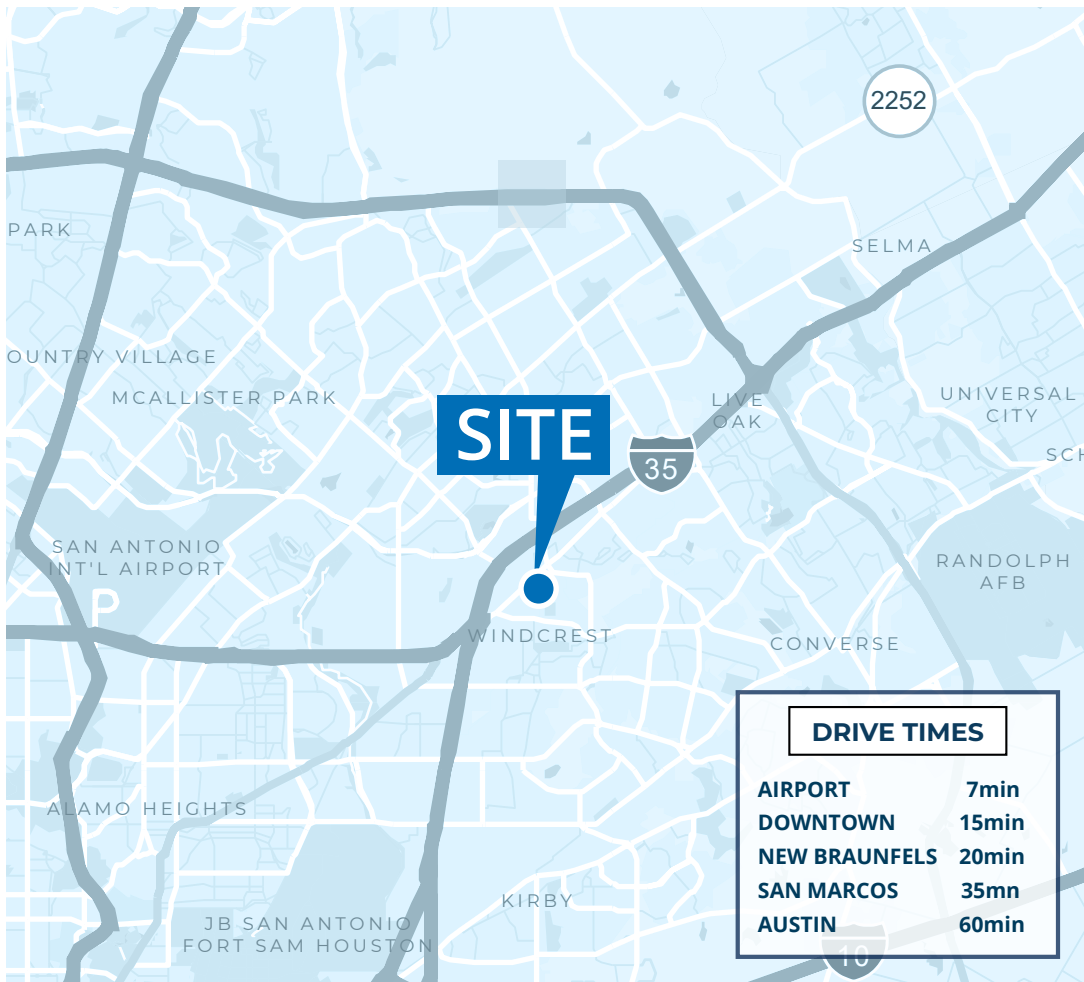 2252
PARK
SELMA
OUNTRY VILLAGE
MCALLISTER PARK
LIVE
OAK
UNIVERSAL
CITY
SITE
35
SCH
SAN ANTONIO
INT'L AIRPORT
P
RANDOLPH
AFB
WINDCREST
CONVERSE
DRIVE TIMES
AIRPORT 7min
DOWNTOWN 15min
NEW BRAUNFELS 20min
SAN MARCOS 35mn
AUSTIN 60min
ALAMO HEIGHTS
KIRBY
JB SAN ANTONIO
FORT SAM HOUSTON
10